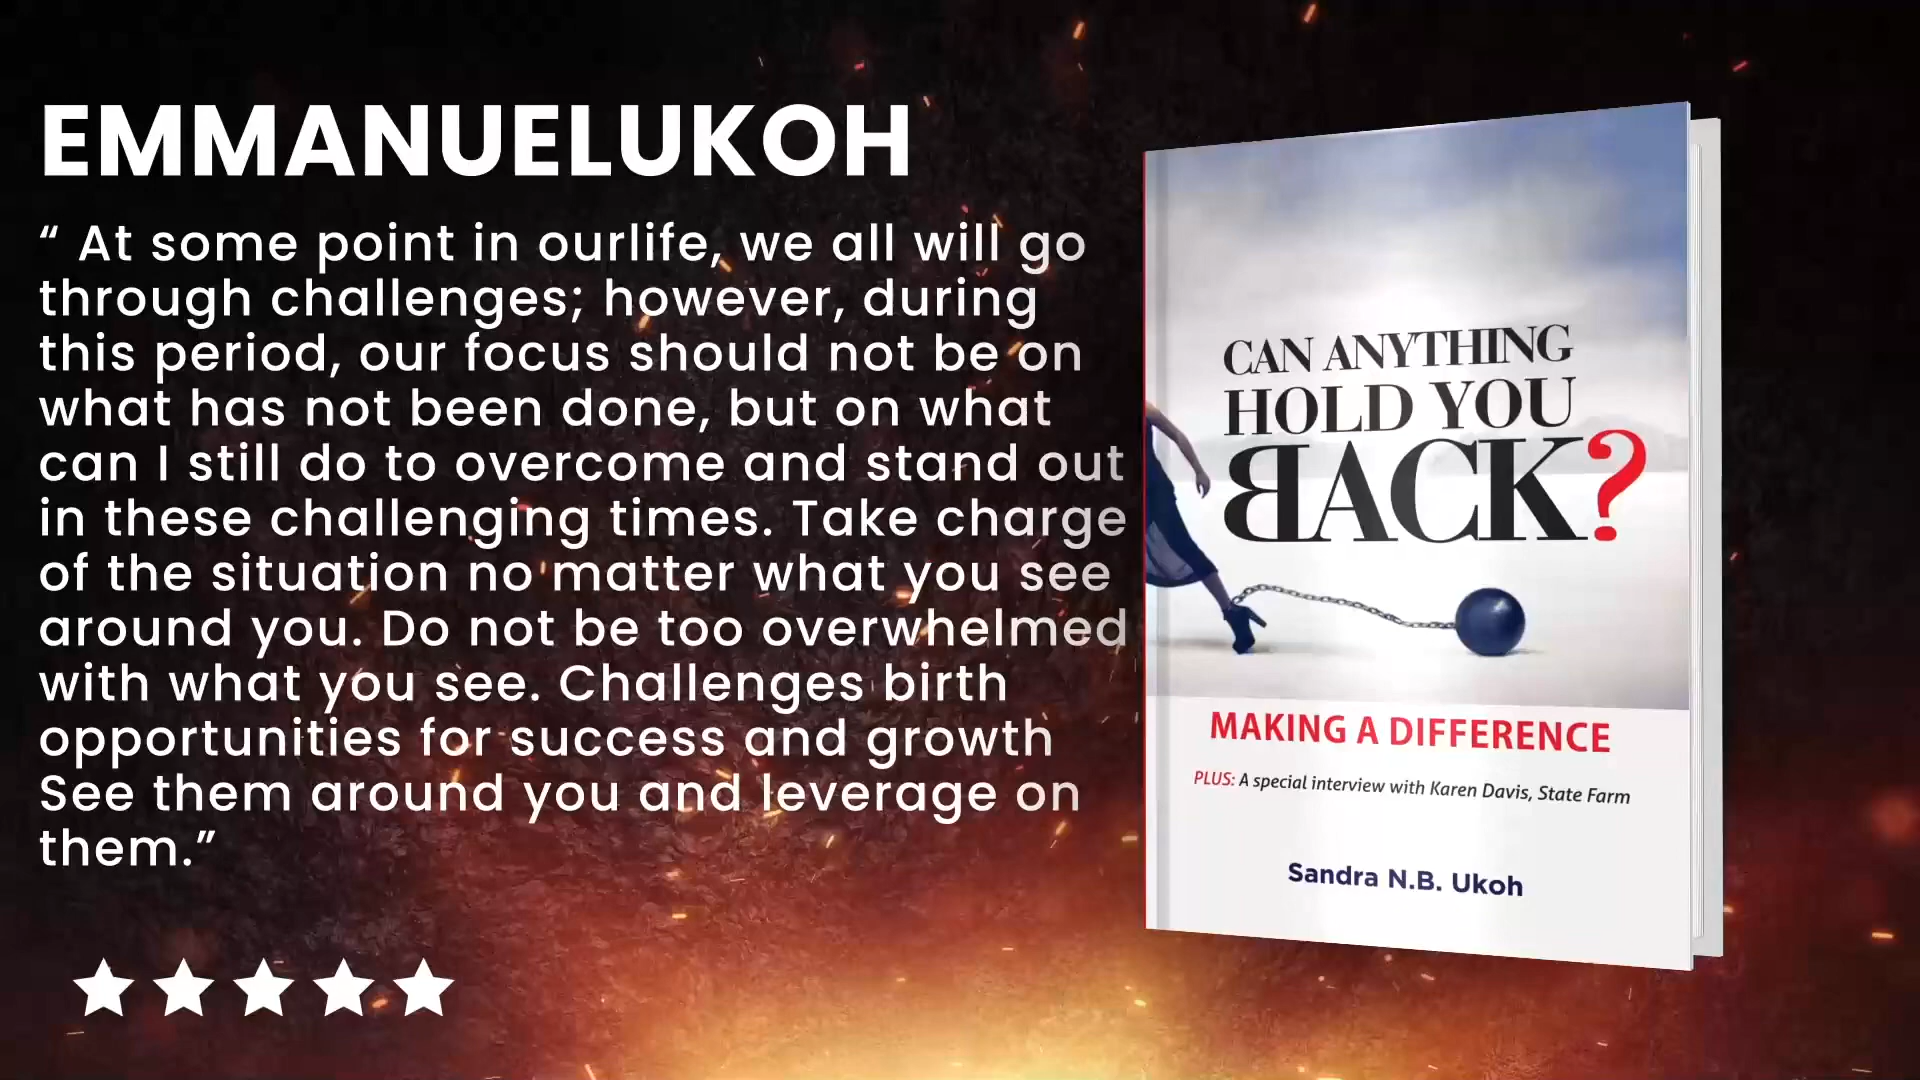 EMMANUELUKOH
“ At some point in ourlife, we all will go
through challenges; however, during
this period, our focus should not be on
what has not been done, but on what
can I still do to overcome and stand out
in these challenging times. Take charge
of the situation no matter what you see
around you. Do not be too overwhelmed
with what you see. Challenges birth
opportunities for success and growth
See them around you and leverage on
them.”
CAN ANYTHING
HOLD YOU
BACK?
MAKING A DIFFERENCE
PLUS: A special interview with Karen Davis, State Farm
Sandra N.B. Ukoh